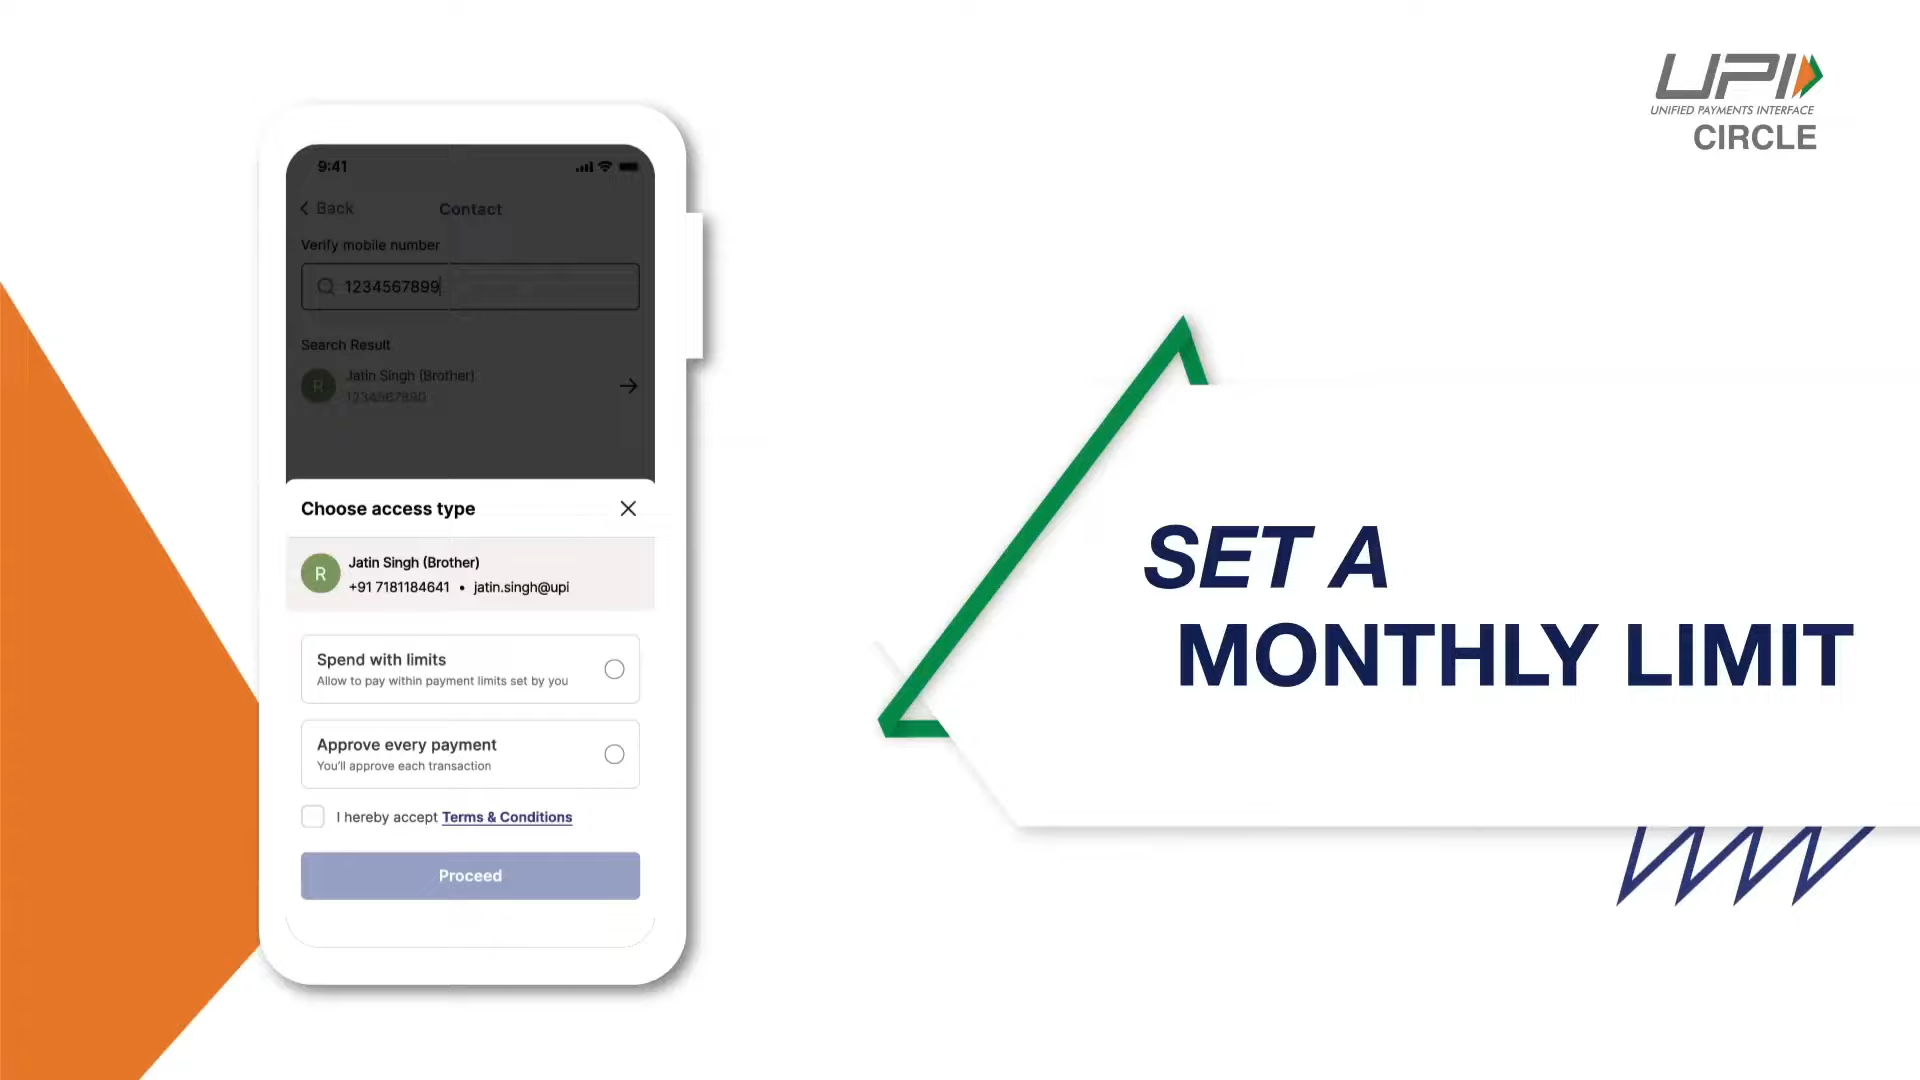 UPI
UNIFIED PAYMENTS INTERFACE
CIRCLE
9:41
Back
Contact
Verify mobile number
1234567899
Search Result
R
Jatin Singh (Brother)
1234567890
Choose access type
R
Jatin Singh (Brother)
+91 7181184641 • jatin.singh@upi
Spend with limits
Allow to pay within payment limits set by you
Approve every payment
You'll approve each transaction
I hereby accept Terms & Conditions
Proceed
SET A
MONTHLY LIMIT